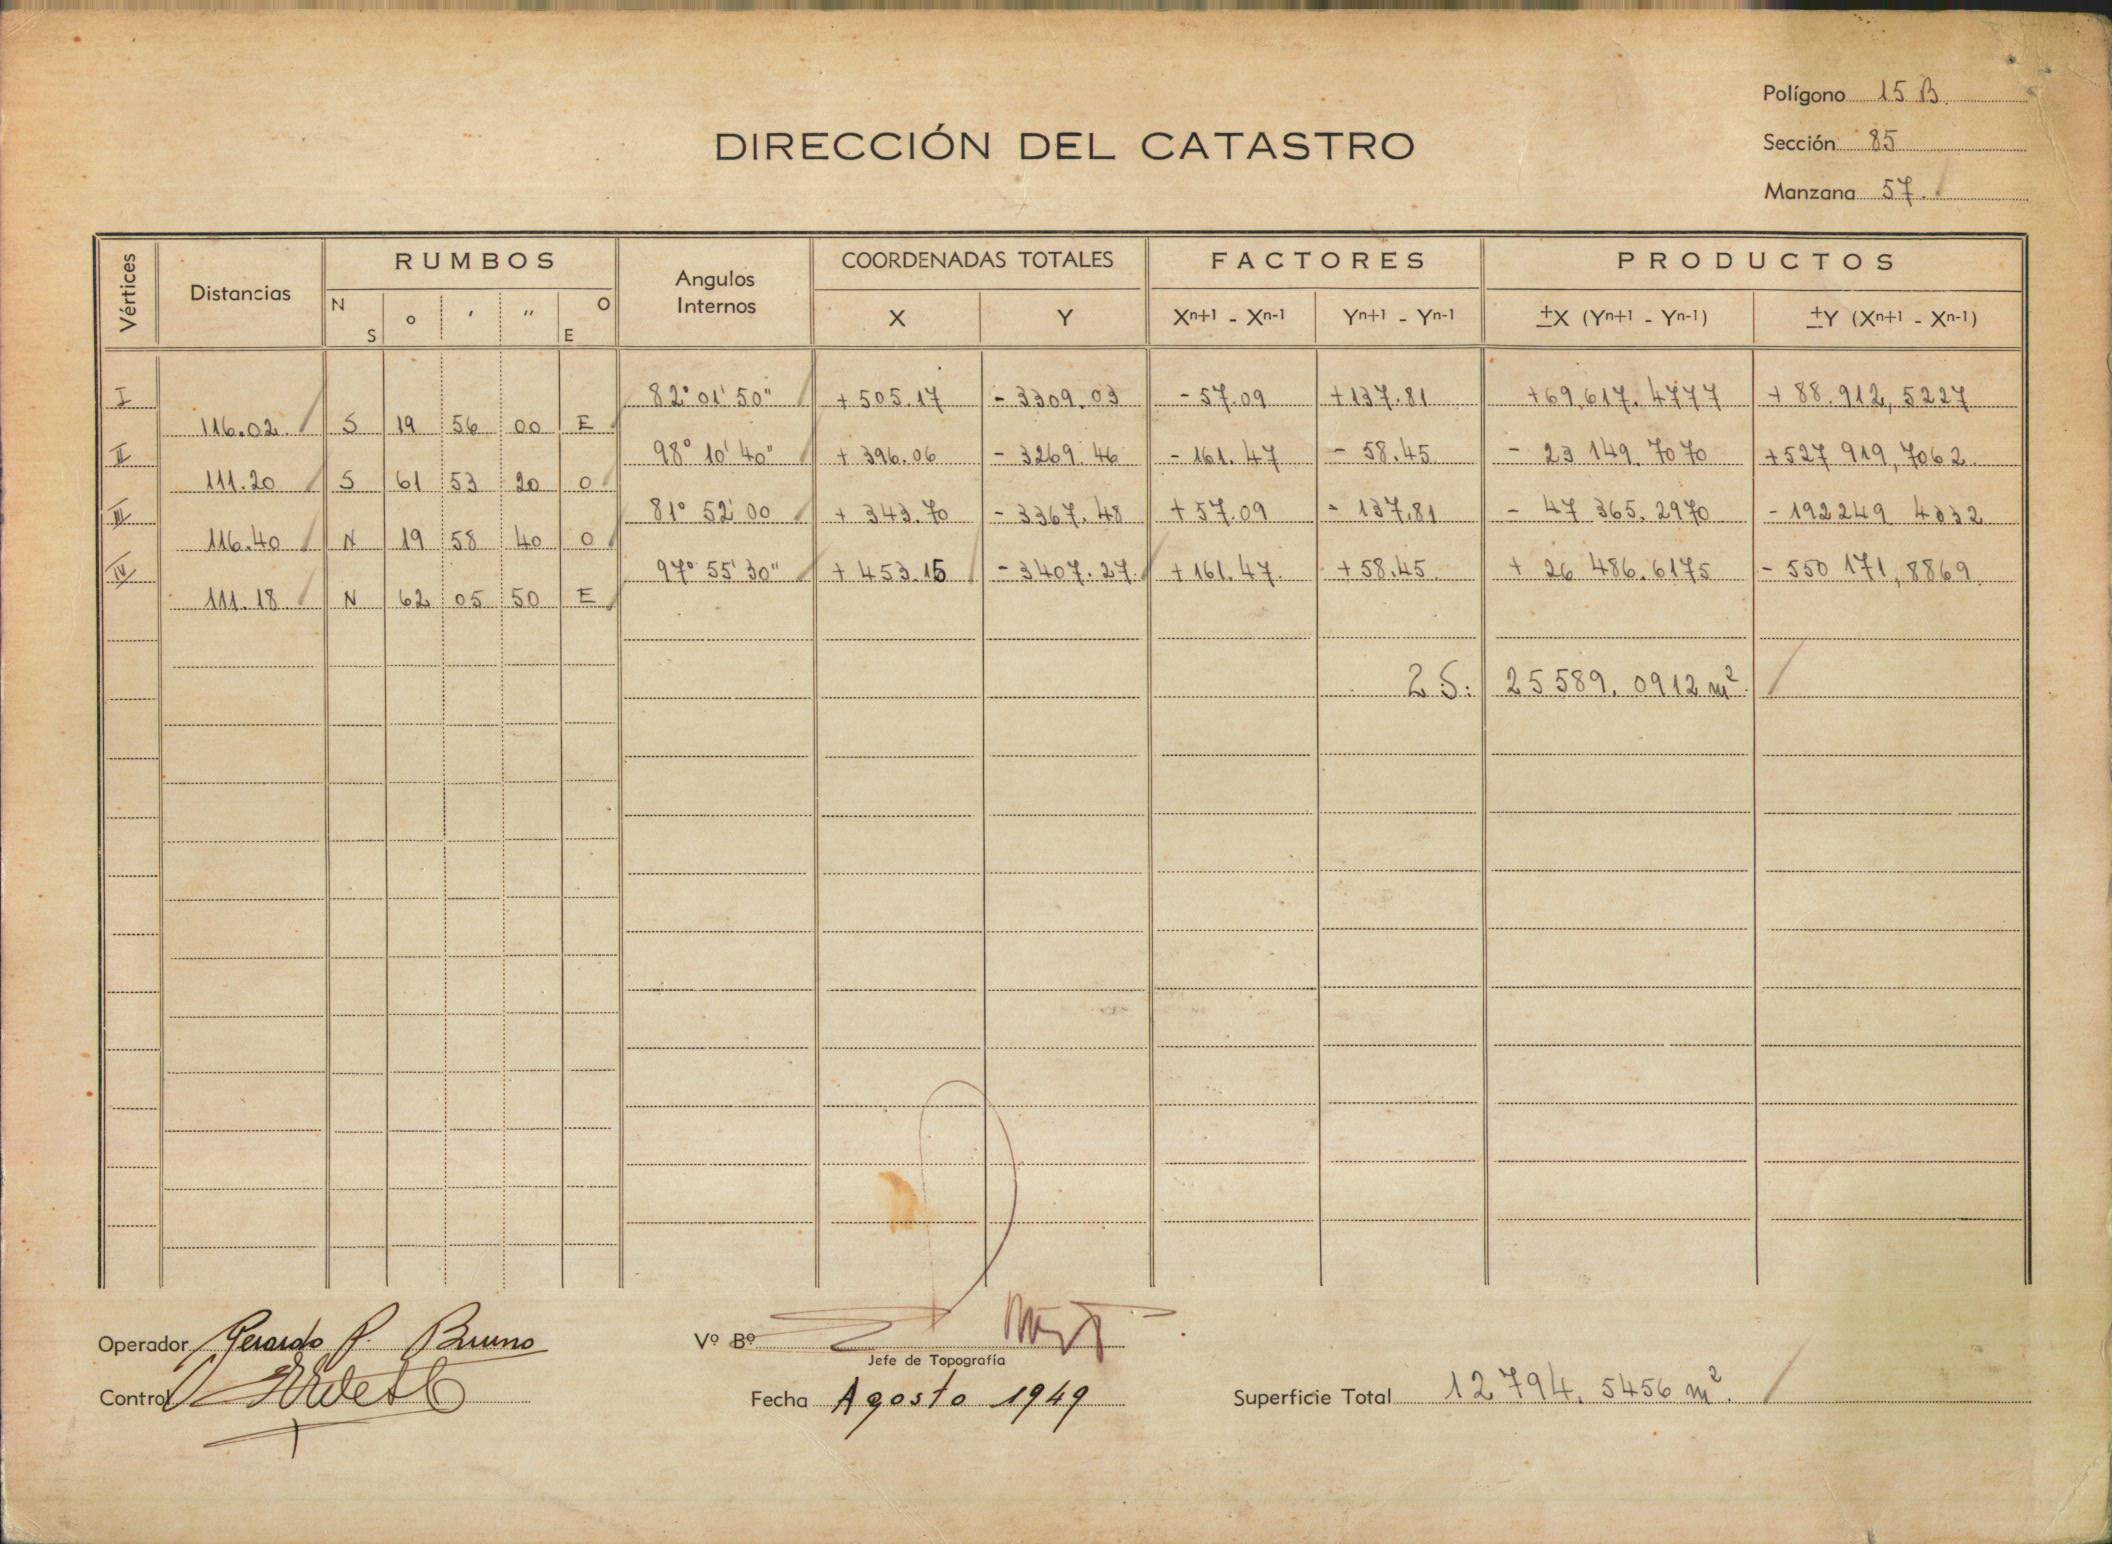 Polígono 15 B.
DIRECCIÓN DEL CATASTRO
Sección 85
Manzana 57.
Vértices Distancias RUMBOS Angulos Internos COORDENADAS TOTALES FACTORES PRODUCTOS
N S o ' " O E X Y Xn+1 - Xn-1 Yn+1 - Yn-1 ±X (Yn+1 - Yn-1) ±Y (Xn+1 - Xn-1)
I 82° 01' 50" + 505.17 - 3309.03 - 57.09 + 137.81 + 69.617.4777 + 88.912,5227
116.02. S 19 56 00 E
II 98° 10' 40" + 396.06 - 3269.46 - 161.47 - 58.45 - 23 149.7070 + 527 919,7062
111.20 S 61 53 20 O
III 81° 52' 00 + 343.70 - 3367.48 + 57.09 - 137,81 - 47 365.2970 - 192249 4332
116.40 N 19 58 40 O
IV 97° 55' 30" + 453.15 - 3407.27. + 161.47. + 58.45. + 26 486.6175 - 550 171,8869.
111.18 N 62 05 50 E
2 S: 25589. 0912 m².
Operador Gerardo P. Bruno
Vº Bº
Jefe de Topografía
Control
Fecha Agosto 1949
Superficie Total 12794. 5456 m².